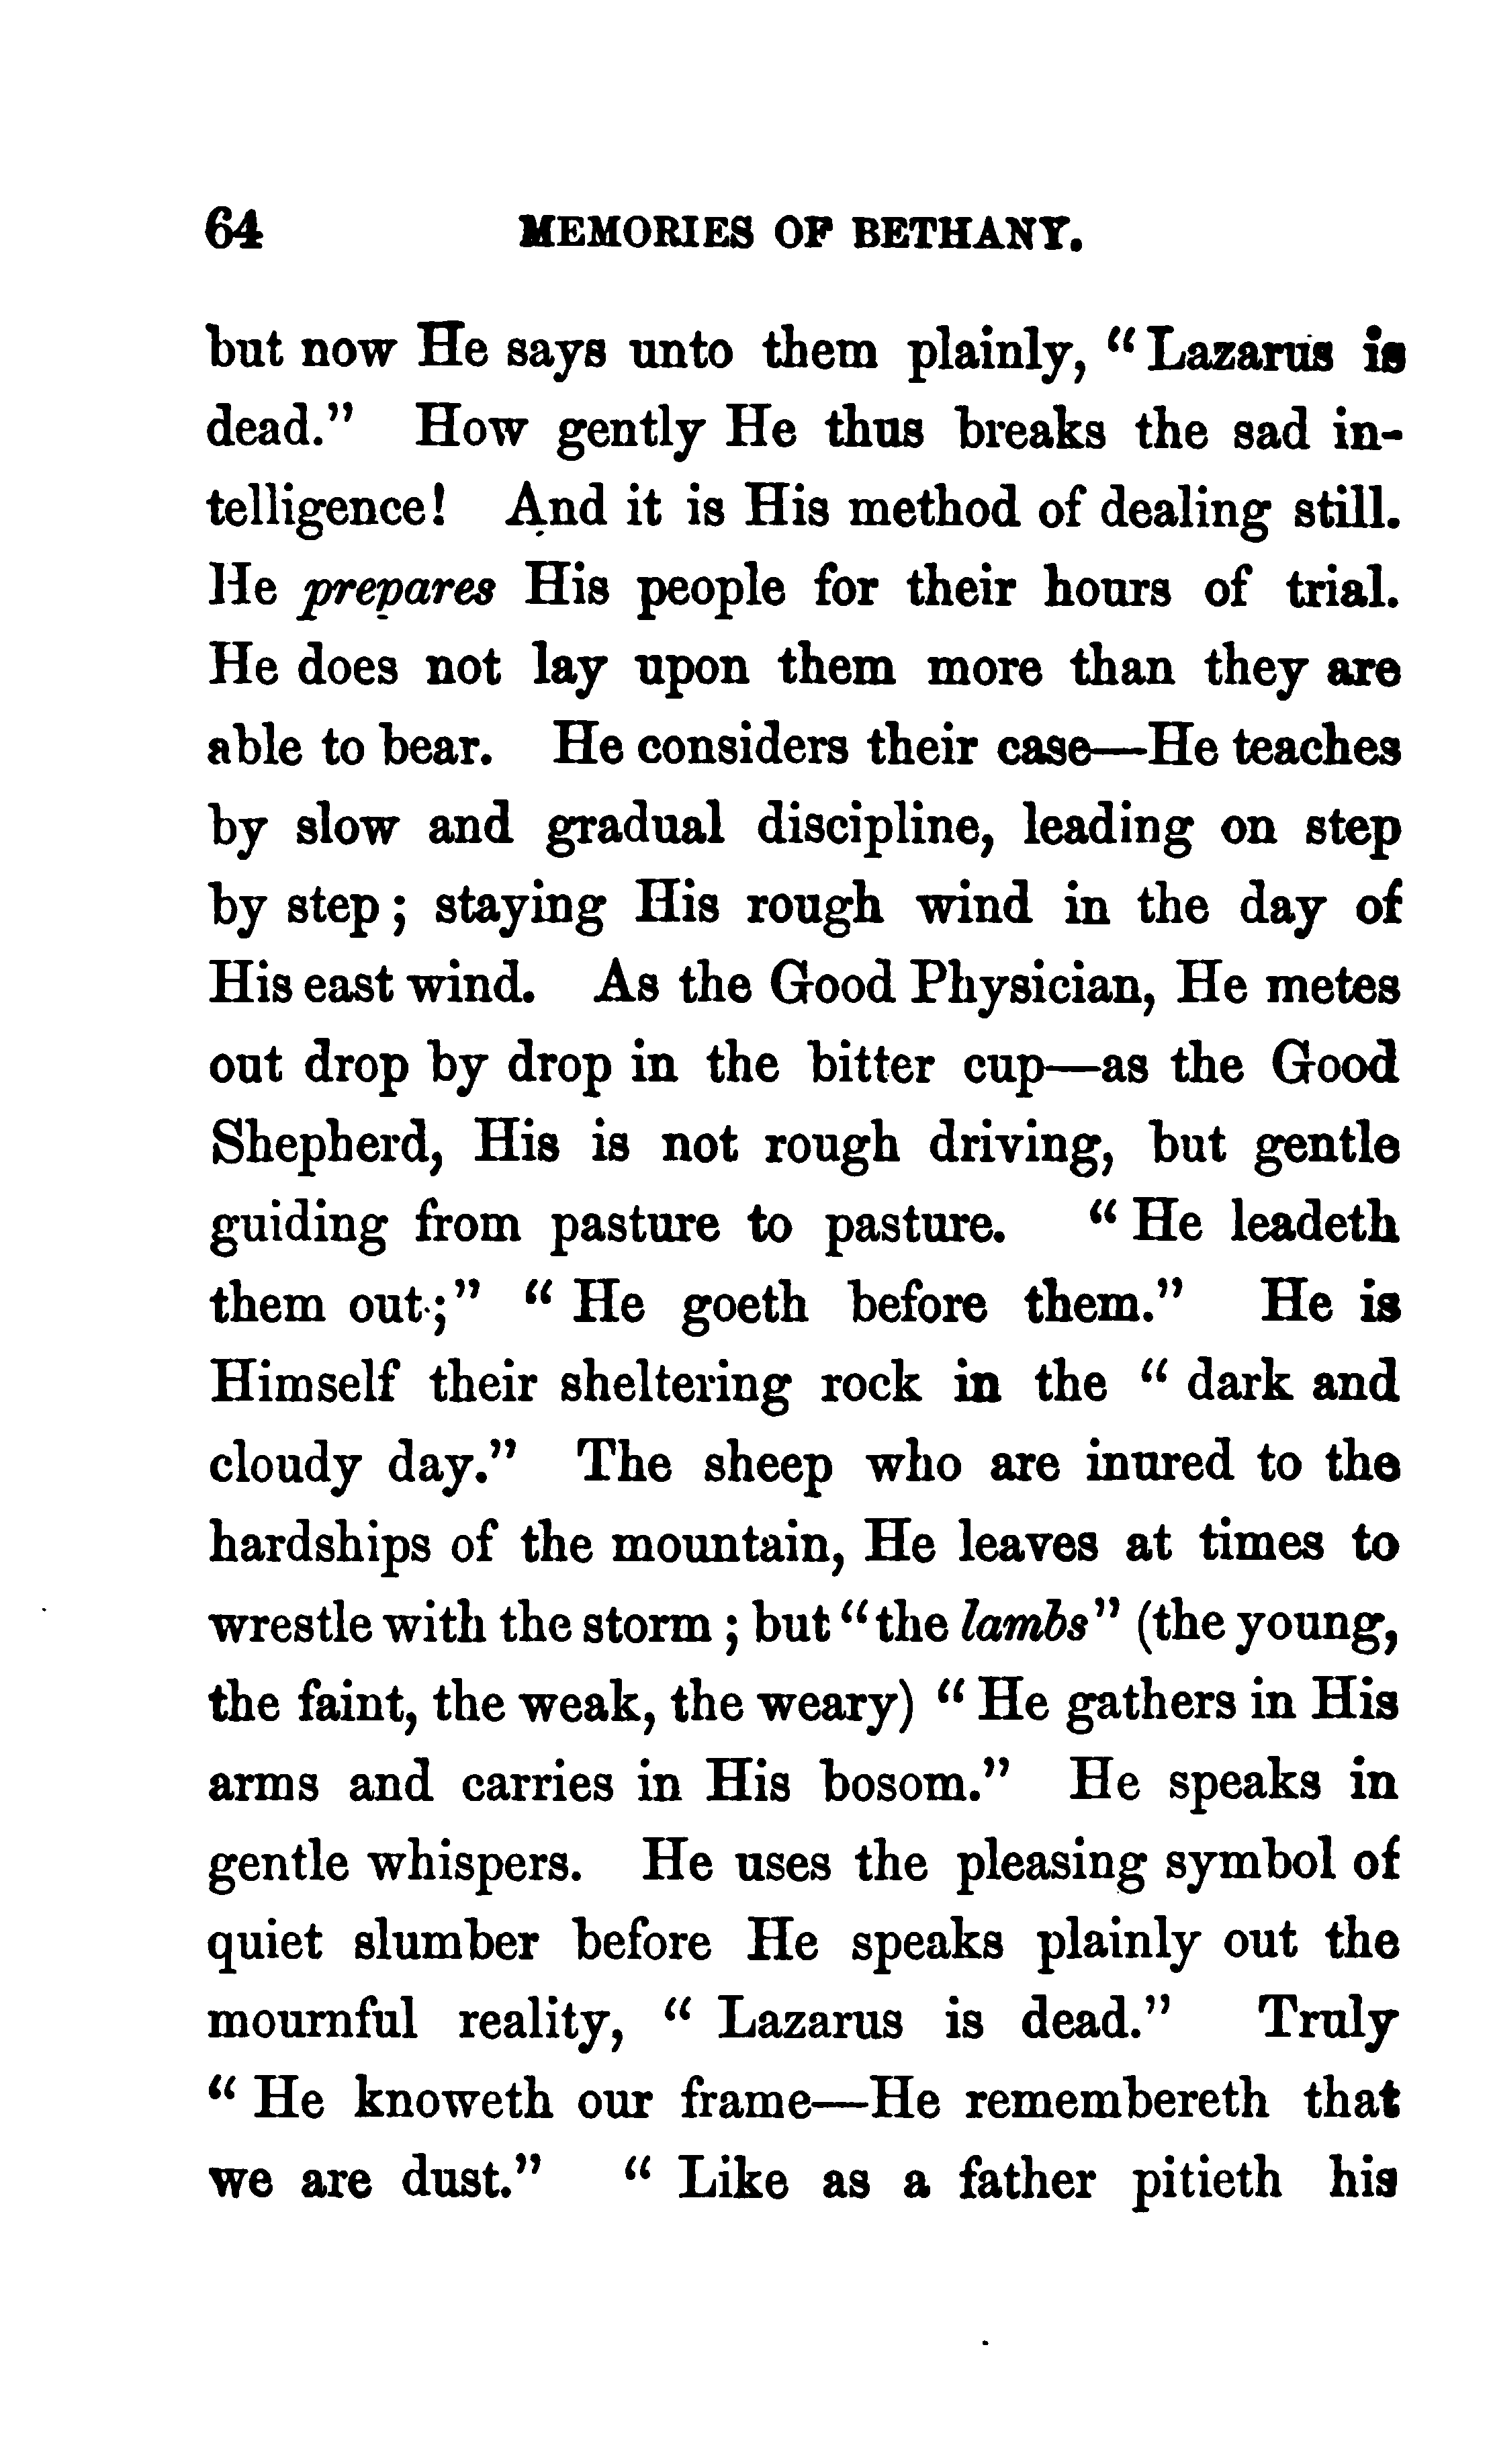 64 MEMORIES OF BETHANY.
but now He says unto them plainly, “Lazarus is
dead.” How gently He thus breaks the sad in-
telligence! And it is His method of dealing still.
He prepares His people for their hours of trial.
He does not lay upon them more than they are
able to bear. He considers their case—He teaches
by slow and gradual discipline, leading on step
by step; staying His rough wind in the day of
His east wind. As the Good Physician, He metes
out drop by drop in the bitter cup—as the Good
Shepherd, His is not rough driving, but gentle
guiding from pasture to pasture. “He leadeth
them out;” “He goeth before them.” He is
Himself their sheltering rock in the “dark and
cloudy day.” The sheep who are inured to the
hardships of the mountain, He leaves at times to
wrestle with the storm; but “the lambs” (the young,
the faint, the weak, the weary) “He gathers in His
arms and carries in His bosom.” He speaks in
gentle whispers. He uses the pleasing symbol of
quiet slumber before He speaks plainly out the
mournful reality, “Lazarus is dead.” Truly
“He knoweth our frame—He remembereth that
we are dust.” “Like as a father pitieth his